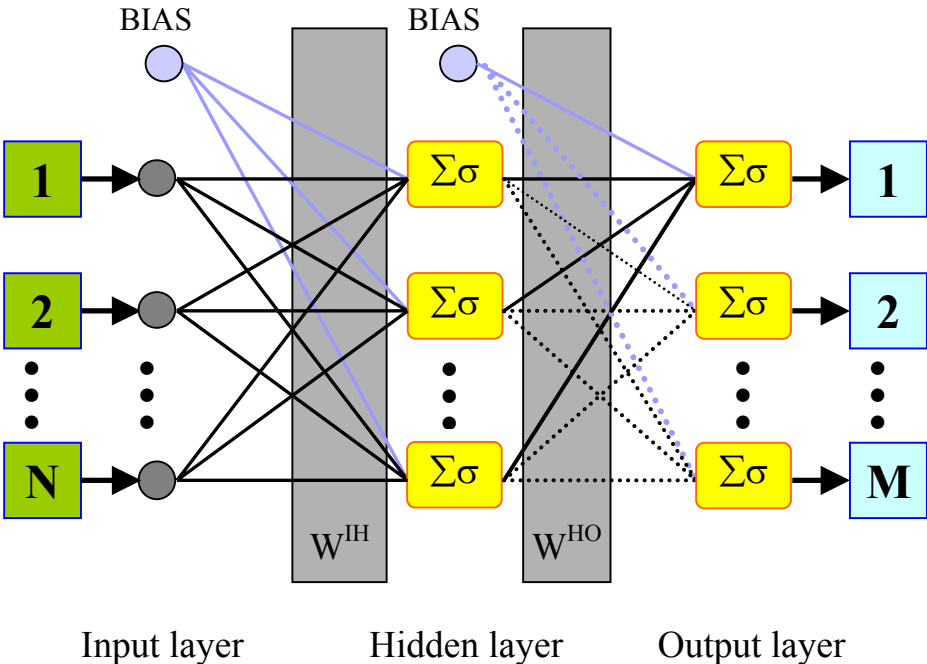 BIAS BIAS
1 Σσ Σσ 1
2 Σσ Σσ 2
N Σσ Σσ M
W^IH W^HO
Input layer Hidden layer Output layer